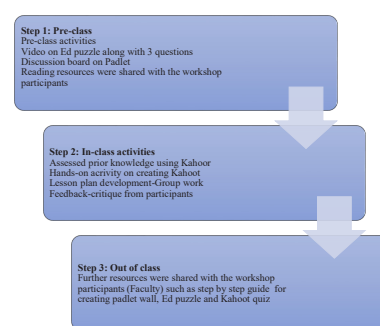 Step 1: Pre-class
Pre-class activities
Video on Ed puzzle along with 3 questions
Discussion board on Padlet
Reading resources were shared with the workshop
participants
Step 2: In-class activities
Assessed prior knowledge using Kahoor
Hands-on acrivity on creating Kahoot
Lesson plan development-Group work
Feedback-critique from participants
Step 3: Out of class
Further resources were shared with the workshop
participants (Faculty) such as step by step guide for
creating padlet wall, Ed puzzle and Kahoot quiz